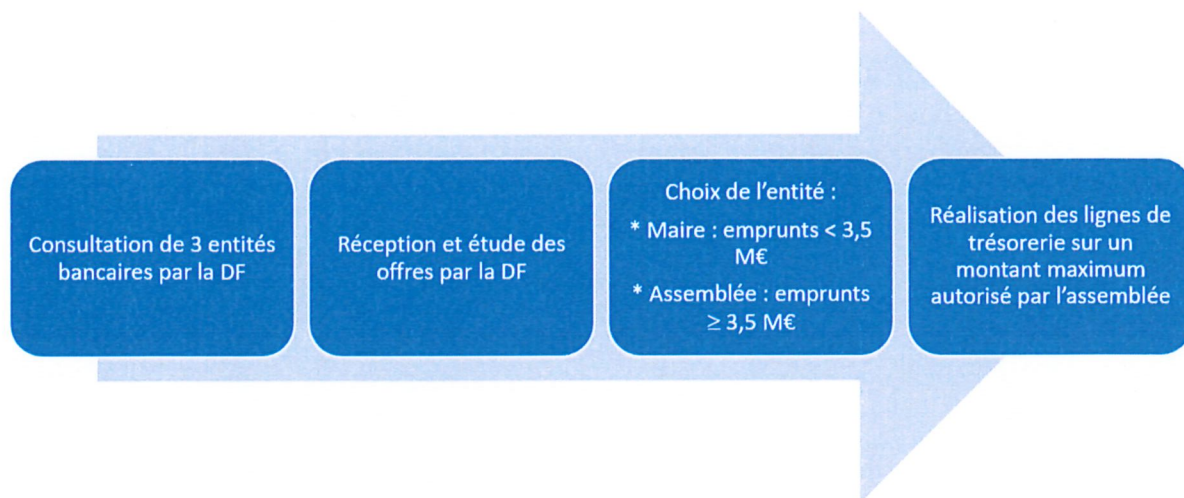 Consultation de 3 entités
bancaires par la DF
Réception et étude des
offres par la DF
Choix de l'entité :
* Maire : emprunts < 3,5
M€
* Assemblée : emprunts
≥ 3,5 M€
Réalisation des lignes de
trésorerie sur un
montant maximum
autorisé par l'assemblée